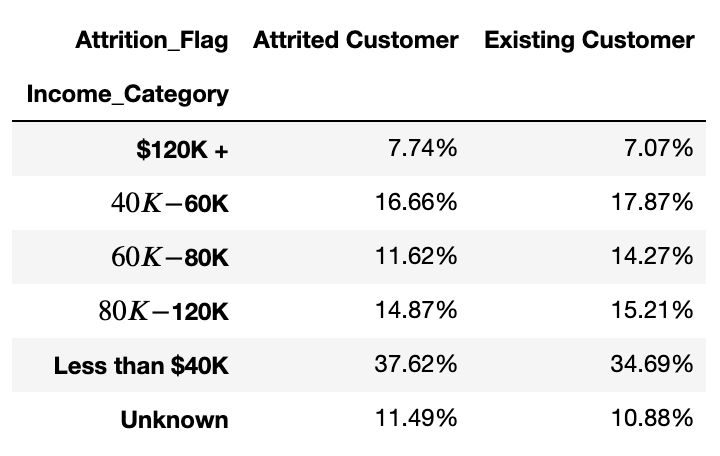 Attrition_Flag Attrited Customer Existing Customer
Income_Category
$120K + 7.74% 7.07%
40K−60K 16.66% 17.87%
60K−80K 11.62% 14.27%
80K−120K 14.87% 15.21%
Less than $40K 37.62% 34.69%
Unknown 11.49% 10.88%